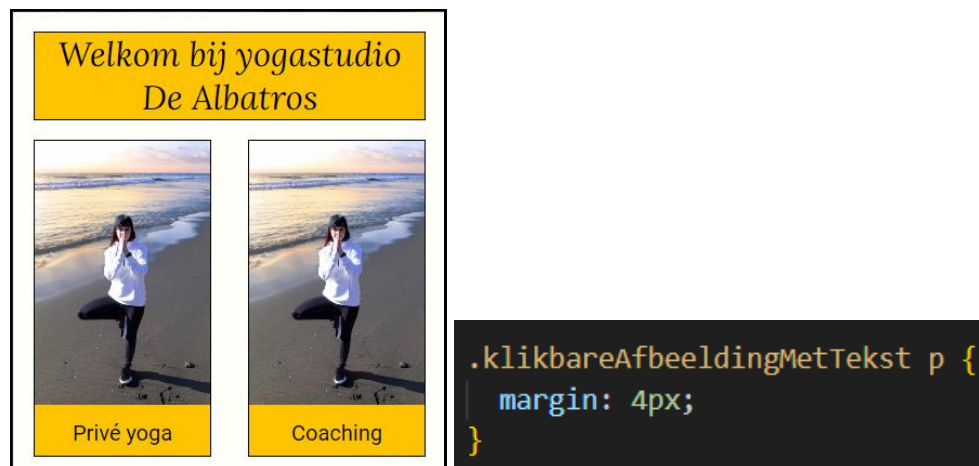 Welkom bij yogastudio
De Albatros
Privé yoga
Coaching
.klikbareAfbeeldingMetTekst p {
margin: 4px;
}